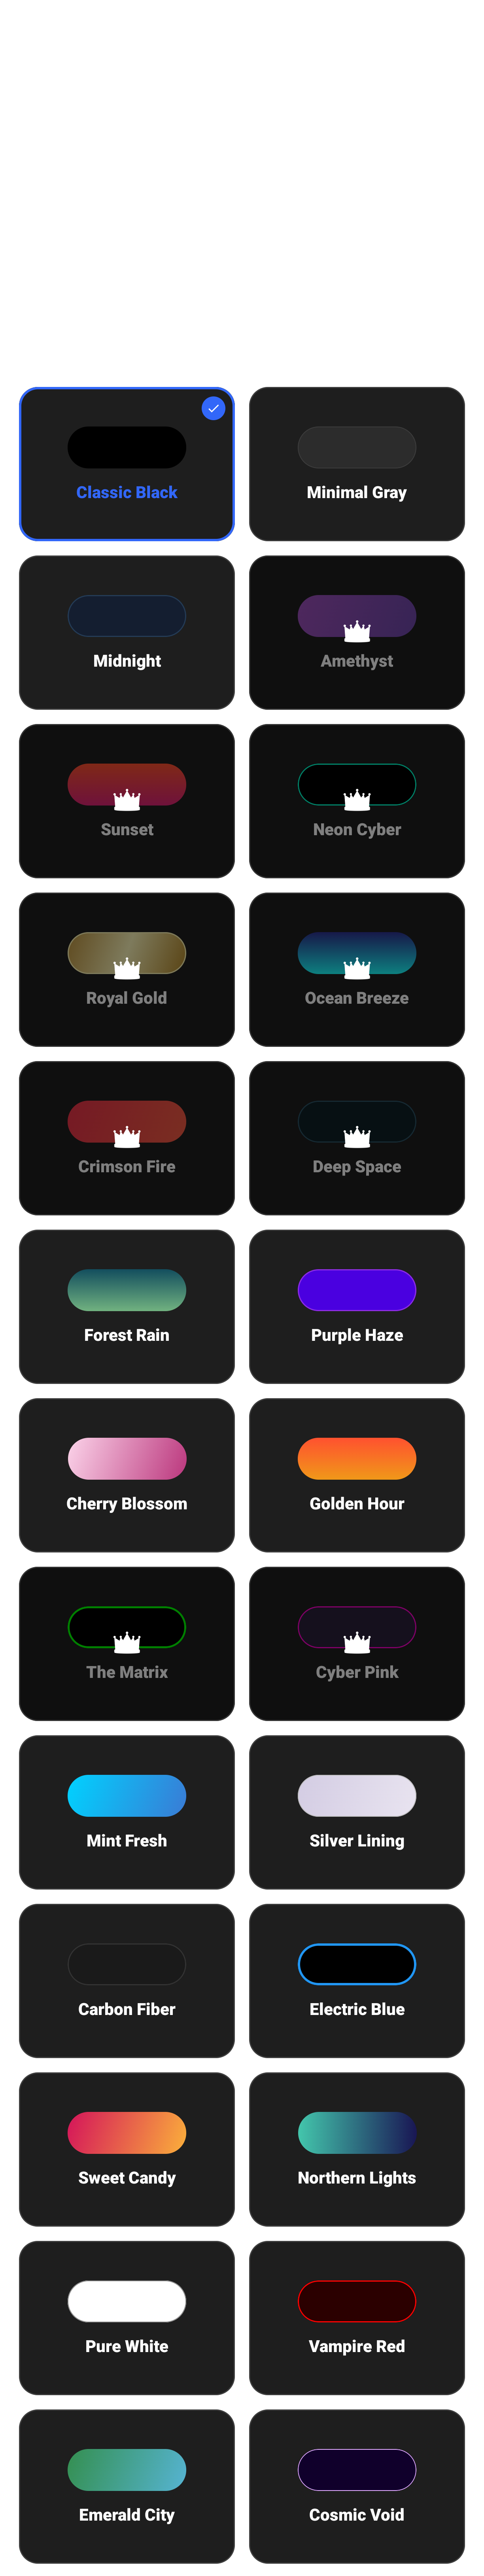 Classic Black
Minimal Gray
Midnight
Amethyst
Sunset
Neon Cyber
Royal Gold
Ocean Breeze
Crimson Fire
Deep Space
Forest Rain
Purple Haze
Cherry Blossom
Golden Hour
The Matrix
Cyber Pink
Mint Fresh
Silver Lining
Carbon Fiber
Electric Blue
Sweet Candy
Northern Lights
Pure White
Vampire Red
Emerald City
Cosmic Void